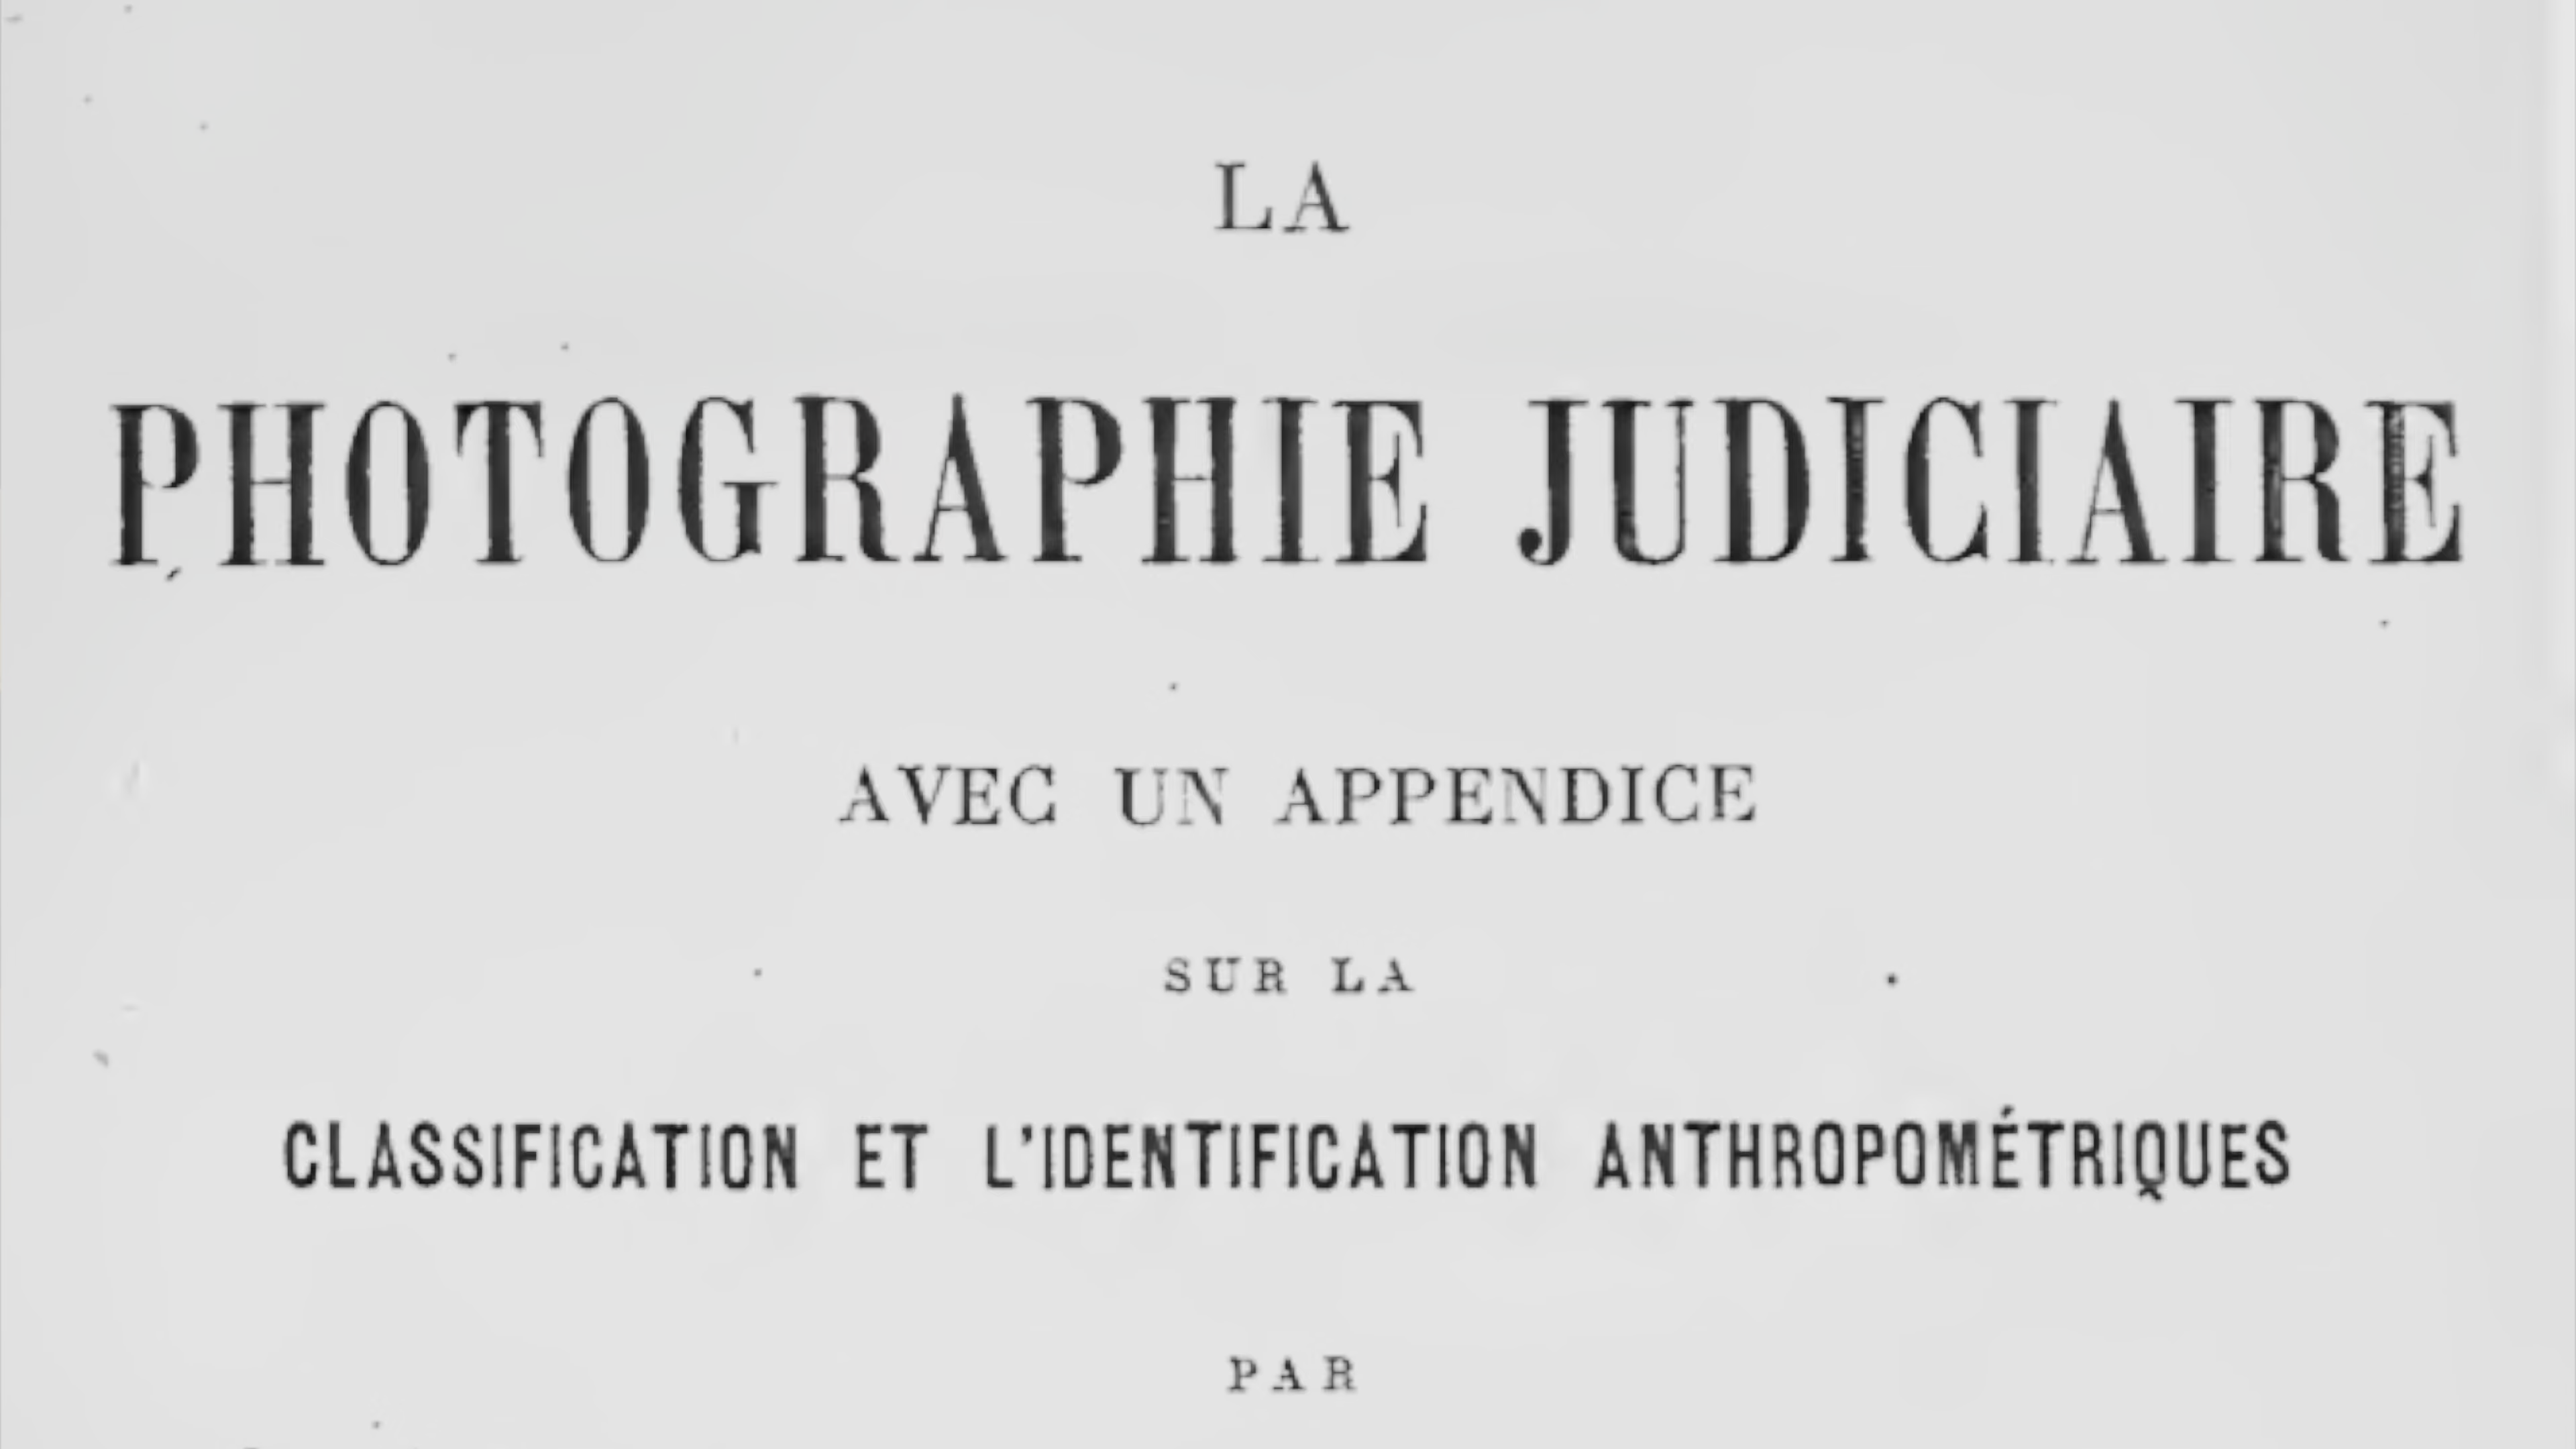 LA
PHOTOGRAPHIE JUDICIAIRE
AVEC UN APPENDICE
SUR LA
CLASSIFICATION ET L'IDENTIFICATION ANTHROPOMÉTRIQUES
PAR